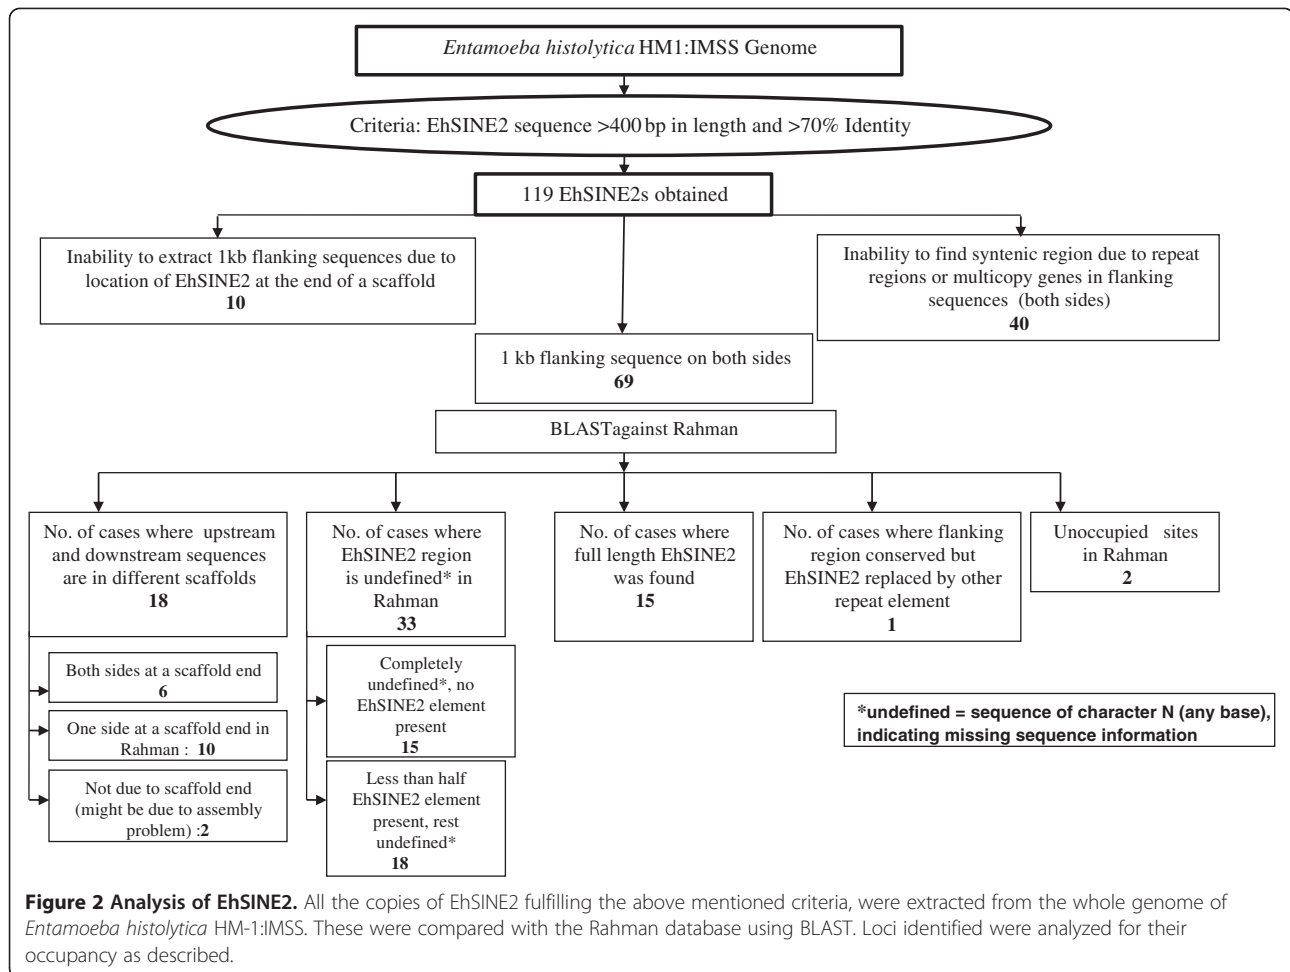 Entamoeba histolytica HM1:IMSS Genome
Criteria: EhSINE2 sequence >400 bp in length and >70% Identity
119 EhSINE2s obtained
Inability to extract 1kb flanking sequences due to
location of EhSINE2 at the end of a scaffold
10
Inability to find syntenic region due to repeat
regions or multicopy genes in flanking
sequences (both sides)
40
1 kb flanking sequence on both sides
69
BLASTagainst Rahman
No. of cases where upstream
and downstream sequences
are in different scaffolds
18
No. of cases where
EhSINE2 region
is undefined* in
Rahman
33
No. of cases where
full length EhSINE2
was found
15
No. of cases where flanking
region conserved but
EhSINE2 replaced by other
repeat element
1
Unoccupied sites
in Rahman
2
Both sides at a scaffold end
6
One side at a scaffold end in
Rahman : 10
Not due to scaffold end
(might be due to assembly
problem) :2
Completely
undefined*, no
EhSINE2 element
present
15
Less than half
EhSINE2 element
present, rest
undefined*
18
*undefined = sequence of character N (any base),
indicating missing sequence information
Figure 2 Analysis of EhSINE2. All the copies of EhSINE2 fulfilling the above mentioned criteria, were extracted from the whole genome of
Entamoeba histolytica HM-1:IMSS. These were compared with the Rahman database using BLAST. Loci identified were analyzed for their
occupancy as described.